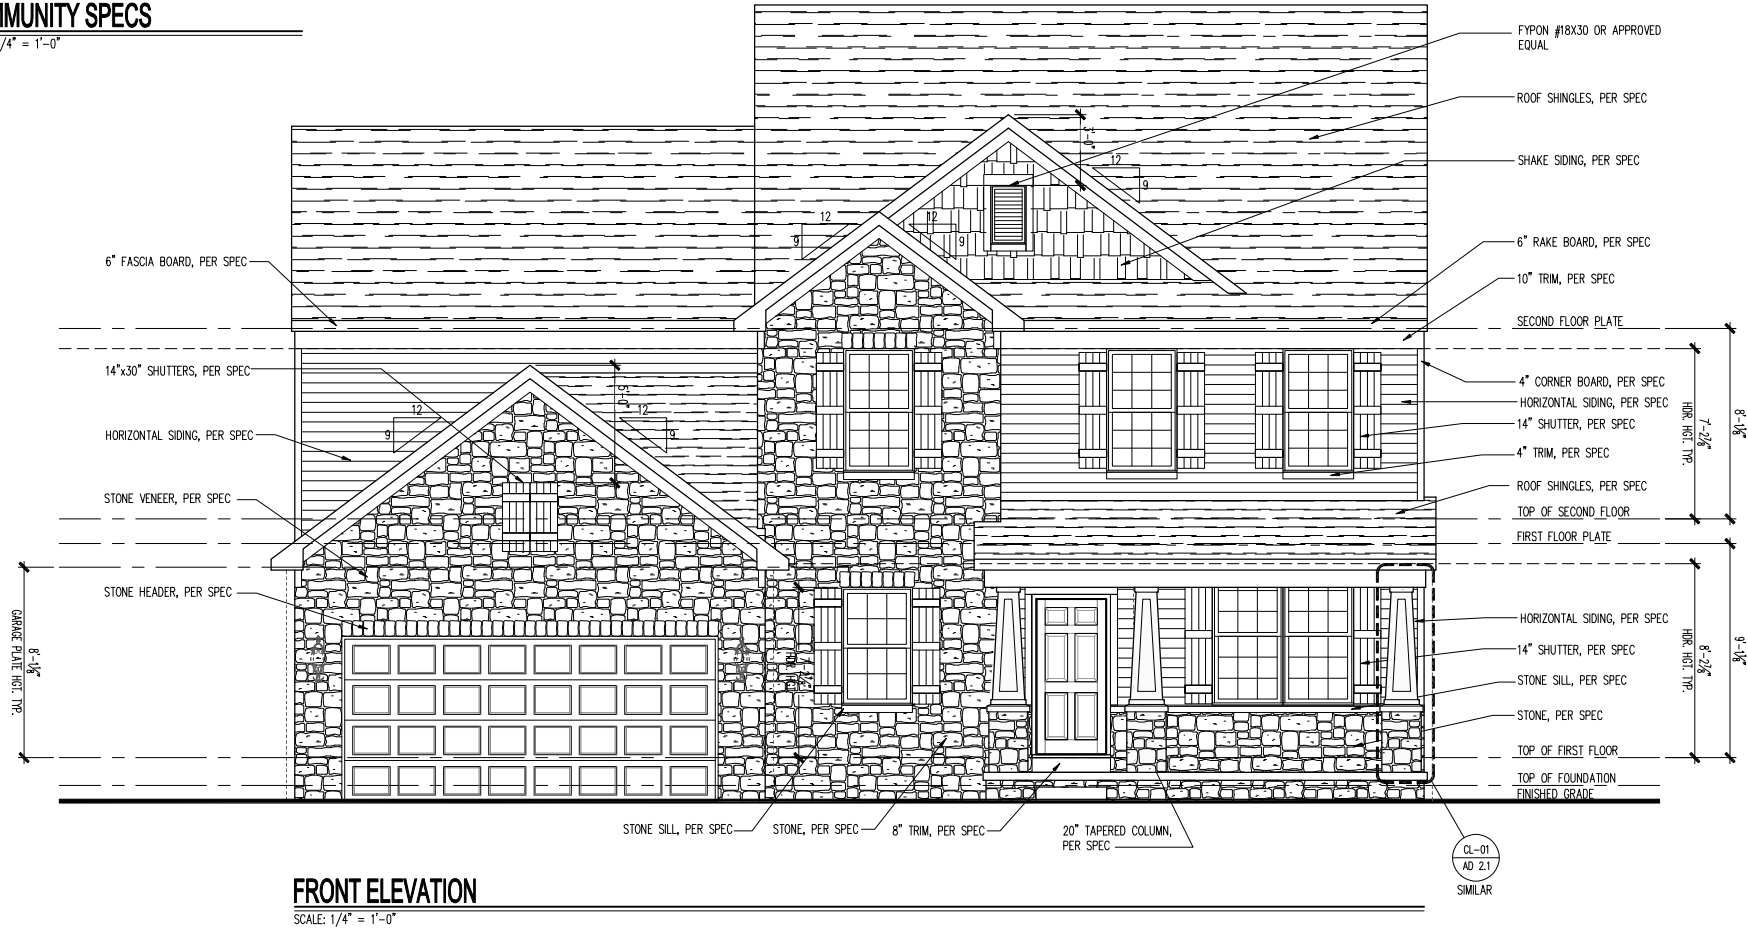 MMUNITY SPECS
/4" = 1'-0"
FYPON #18X30 OR APPROVED
EQUAL
ROOF SHINGLES, PER SPEC
SHAKE SIDING, PER SPEC
6" RAKE BOARD, PER SPEC
10" TRIM, PER SPEC
SECOND FLOOR PLATE
4" CORNER BOARD, PER SPEC
HORIZONTAL SIDING, PER SPEC
14" SHUTTER, PER SPEC
4" TRIM, PER SPEC
ROOF SHINGLES, PER SPEC
TOP OF SECOND FLOOR
FIRST FLOOR PLATE
HORIZONTAL SIDING, PER SPEC
14" SHUTTER, PER SPEC
STONE SILL, PER SPEC
STONE, PER SPEC
TOP OF FIRST FLOOR
TOP OF FOUNDATION
FINISHED GRADE
HDR. HGT. TYP.
7'-2⅞"
8'-1⅛"
HDR. HGT. TYP.
8'-2⅞"
9'-1⅛"
6" FASCIA BOARD, PER SPEC
14"x30" SHUTTERS, PER SPEC
HORIZONTAL SIDING, PER SPEC
STONE VENEER, PER SPEC
STONE HEADER, PER SPEC
GARAGE PLATE HGT. TYP.
8'-1⅛"
12
9
12
9
12
9
12
9
12
9
3'-0"
5'-0"
STONE SILL, PER SPEC
STONE, PER SPEC
8" TRIM, PER SPEC
20" TAPERED COLUMN,
PER SPEC
CL-01
AD 2.1
SIMILAR
FRONT ELEVATION
SCALE: 1/4" = 1'-0"